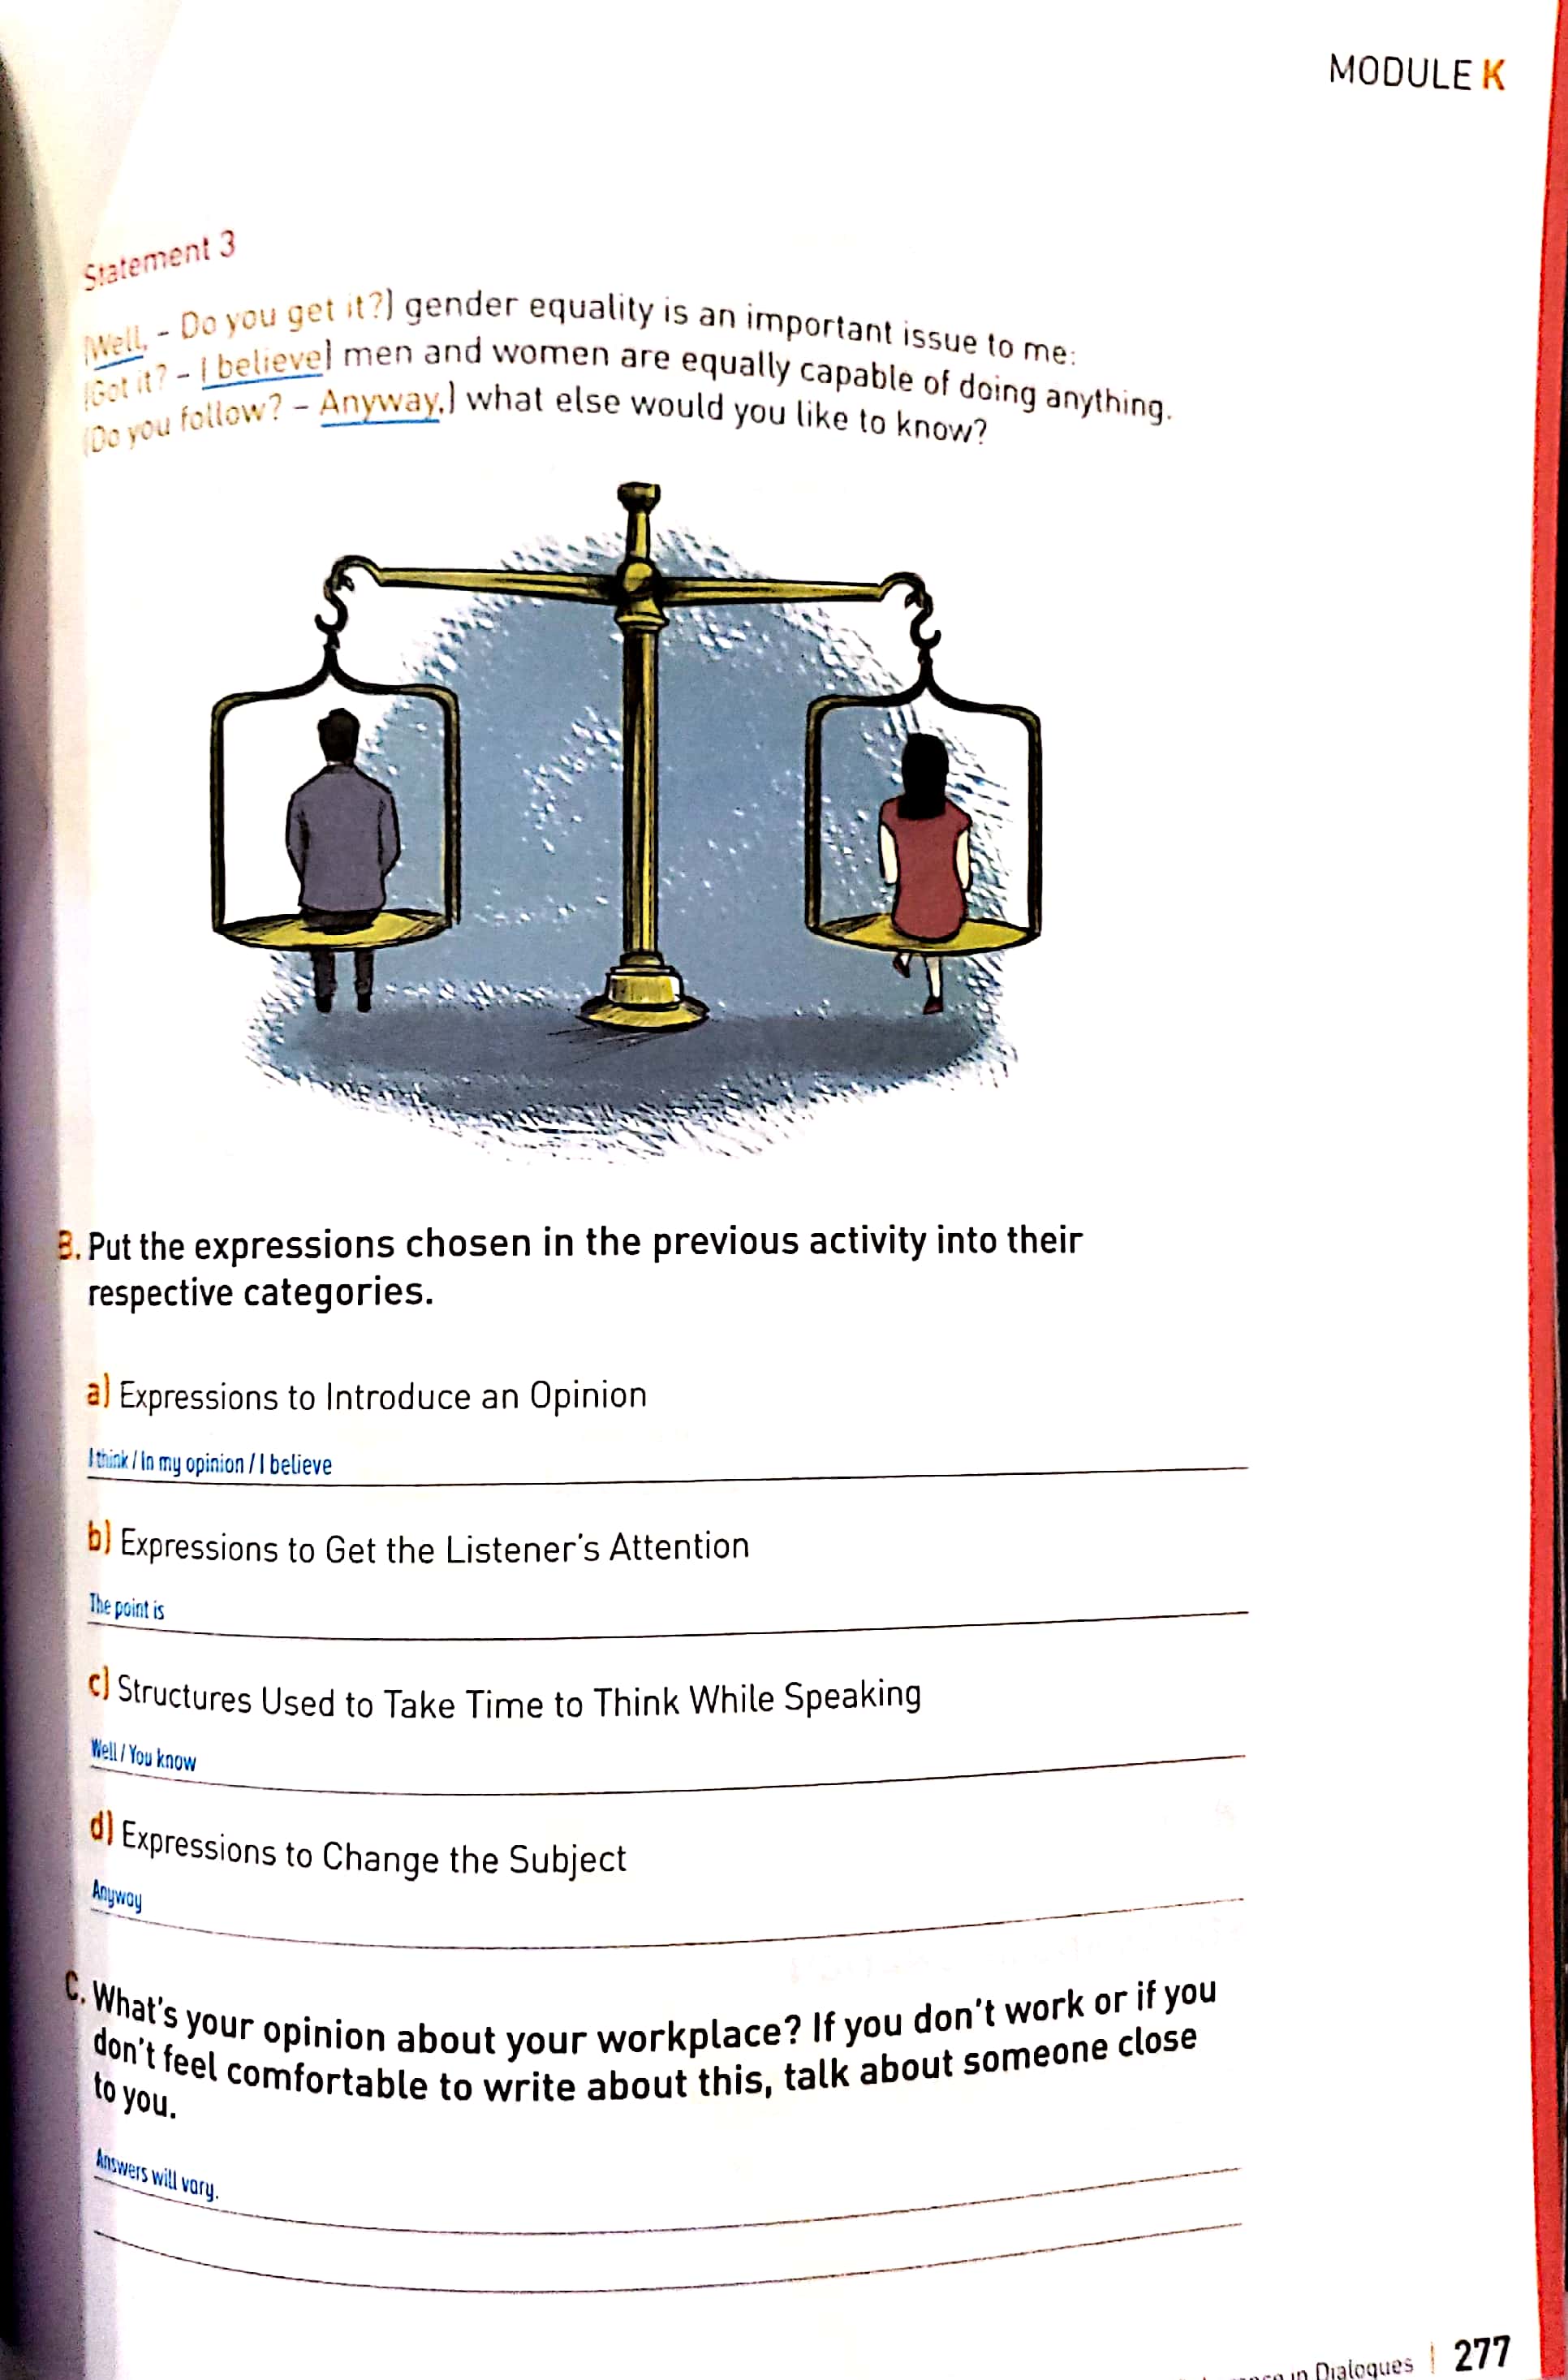 MODULE K
Statement 3
(Well, – Do you get it?) gender equality is an important issue to me:
(Got it? – I believe) men and women are equally capable of doing anything.
(Do you follow? – Anyway,) what else would you like to know?
B. Put the expressions chosen in the previous activity into their
respective categories.
a) Expressions to Introduce an Opinion
I think / In my opinion / I believe
b) Expressions to Get the Listener's Attention
The point is
c) Structures Used to Take Time to Think While Speaking
Well / You know
d) Expressions to Change the Subject
Anyway
C. What's your opinion about your workplace? If you don't work or if you
don't feel comfortable to write about this, talk about someone close
to you.
Answers will vary.
in Dialogues | 277